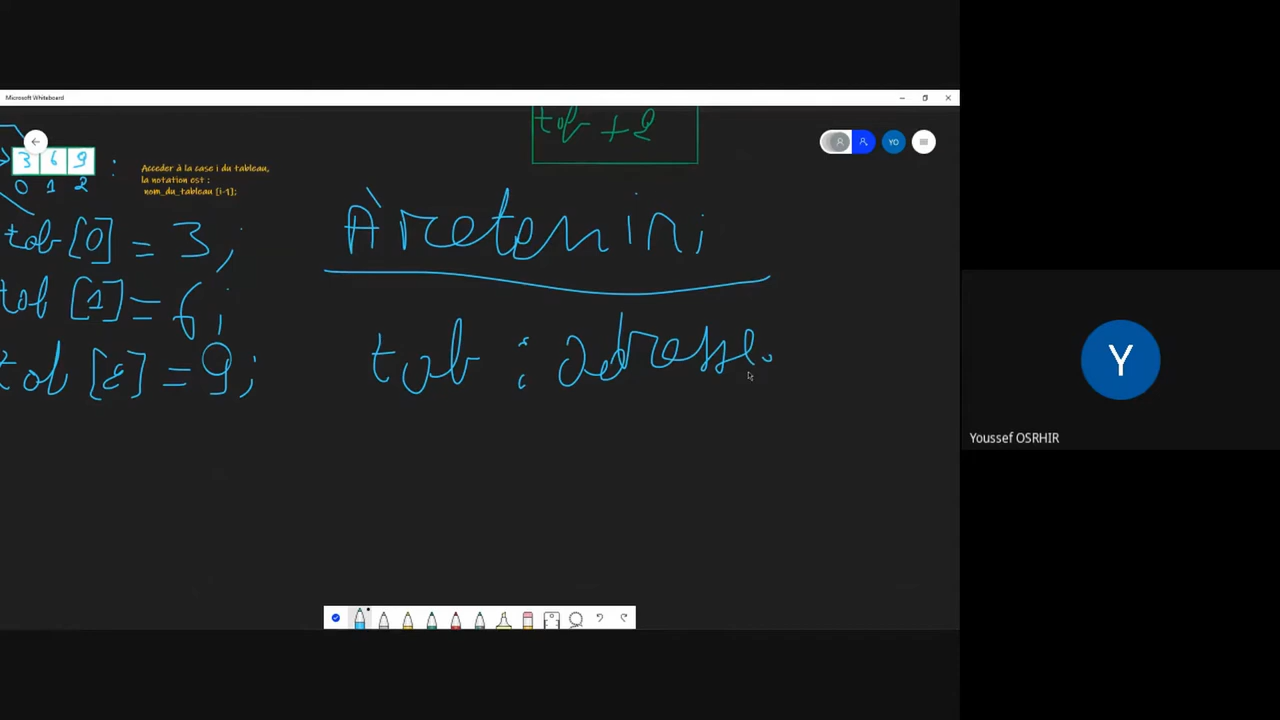 Microsoft Whiteboard
tab + 2
3 6 9 :
0 1 2
Acceder à la case i du tableau,
la notation est :
nom_du_tableau [i-1];
tab [0] = 3;
tab [1] = 6;
tab [2] = 9;
À retenir;
tab : adresse.
YO
Y
Youssef OSRHIR